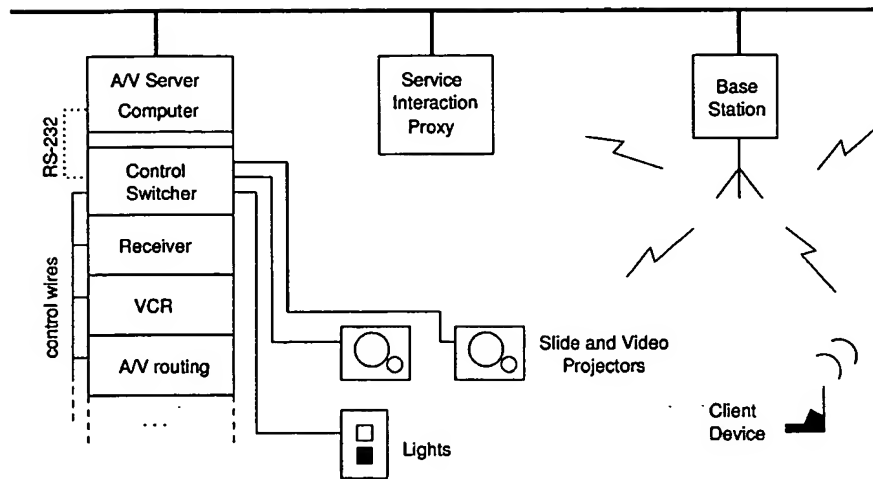 A/V Server
Computer
RS-232
Control
Switcher
control wires
Receiver
VCR
A/V routing
...
Service
Interaction
Proxy
Base
Station
Slide and Video
Projectors
Lights
Client
Device